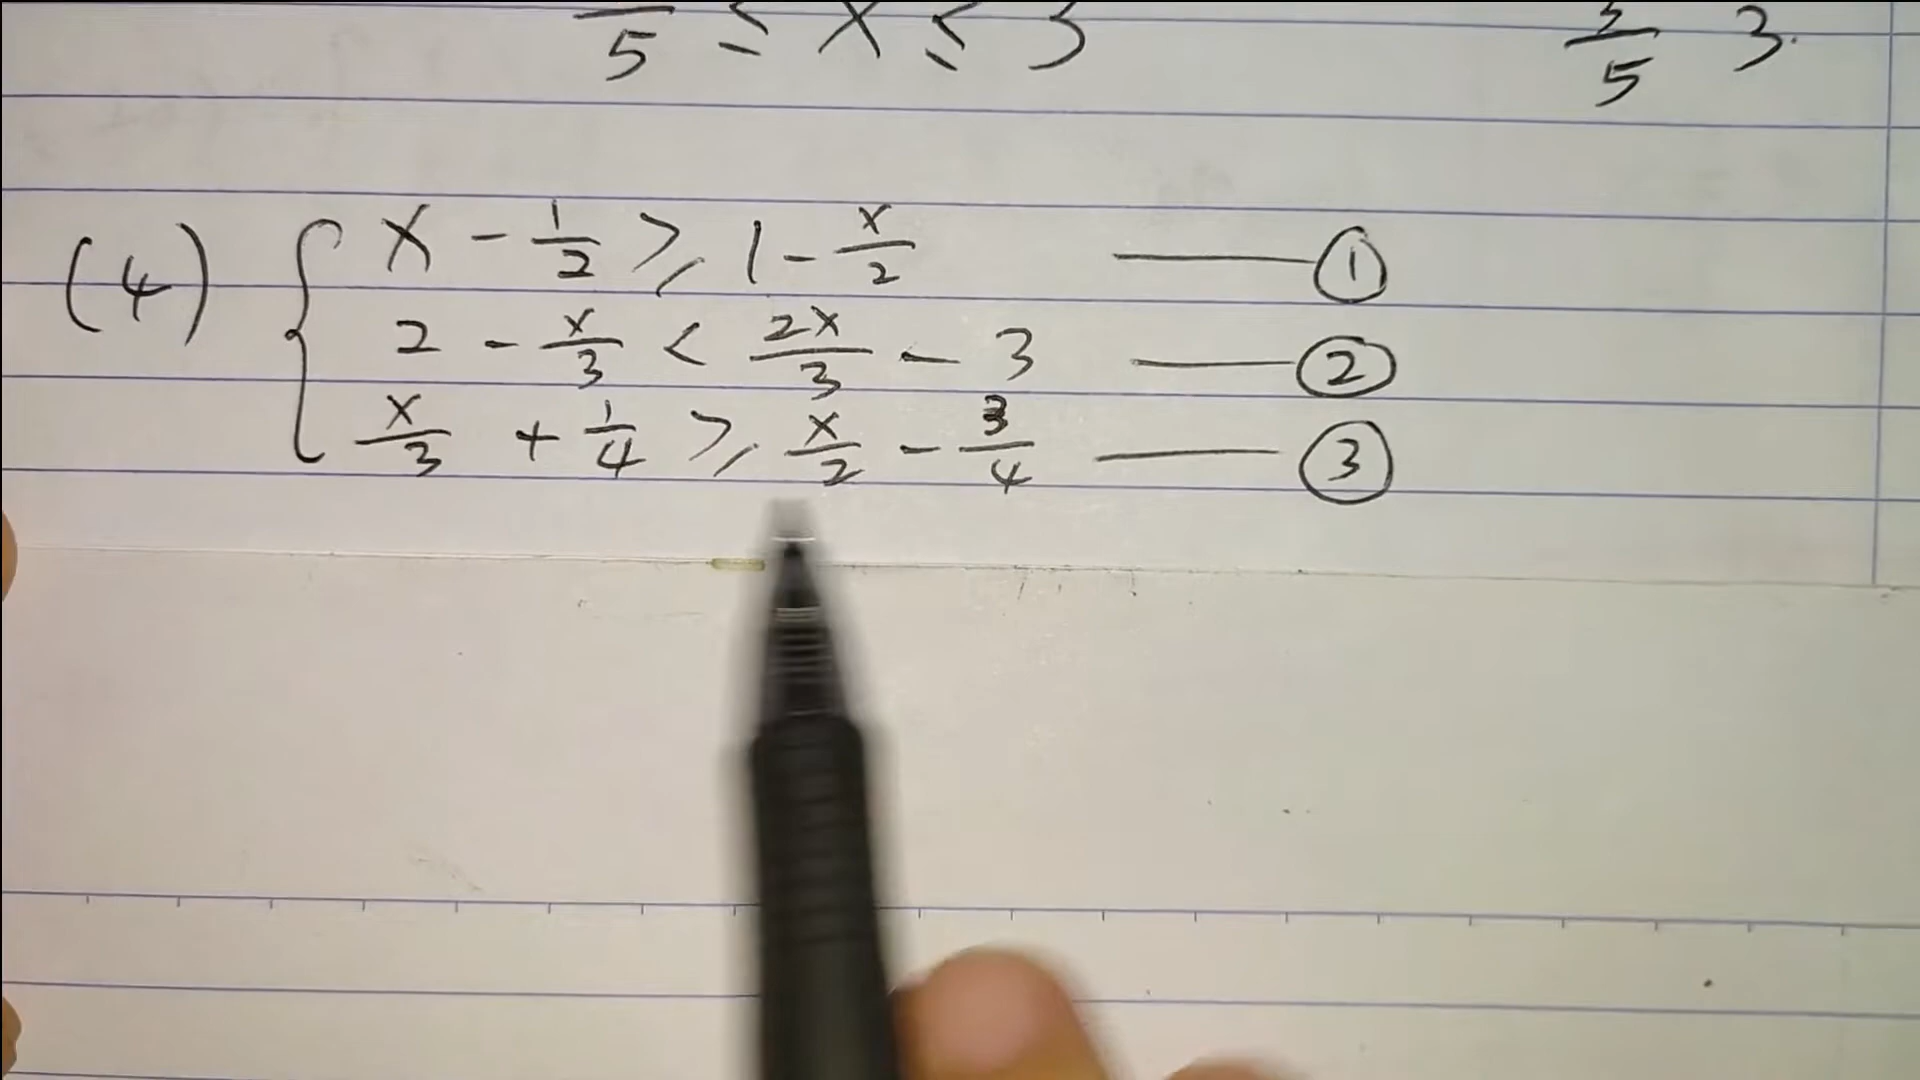 /5 ≤ x ≤ 3 /5 3.
(4) { x - 1/2 ≥ 1 - x/2 —— ①
2 - x/3 < 2x/3 - 3 —— ②
x/3 + 1/4 ≥ x/2 - 3/4 —— ③